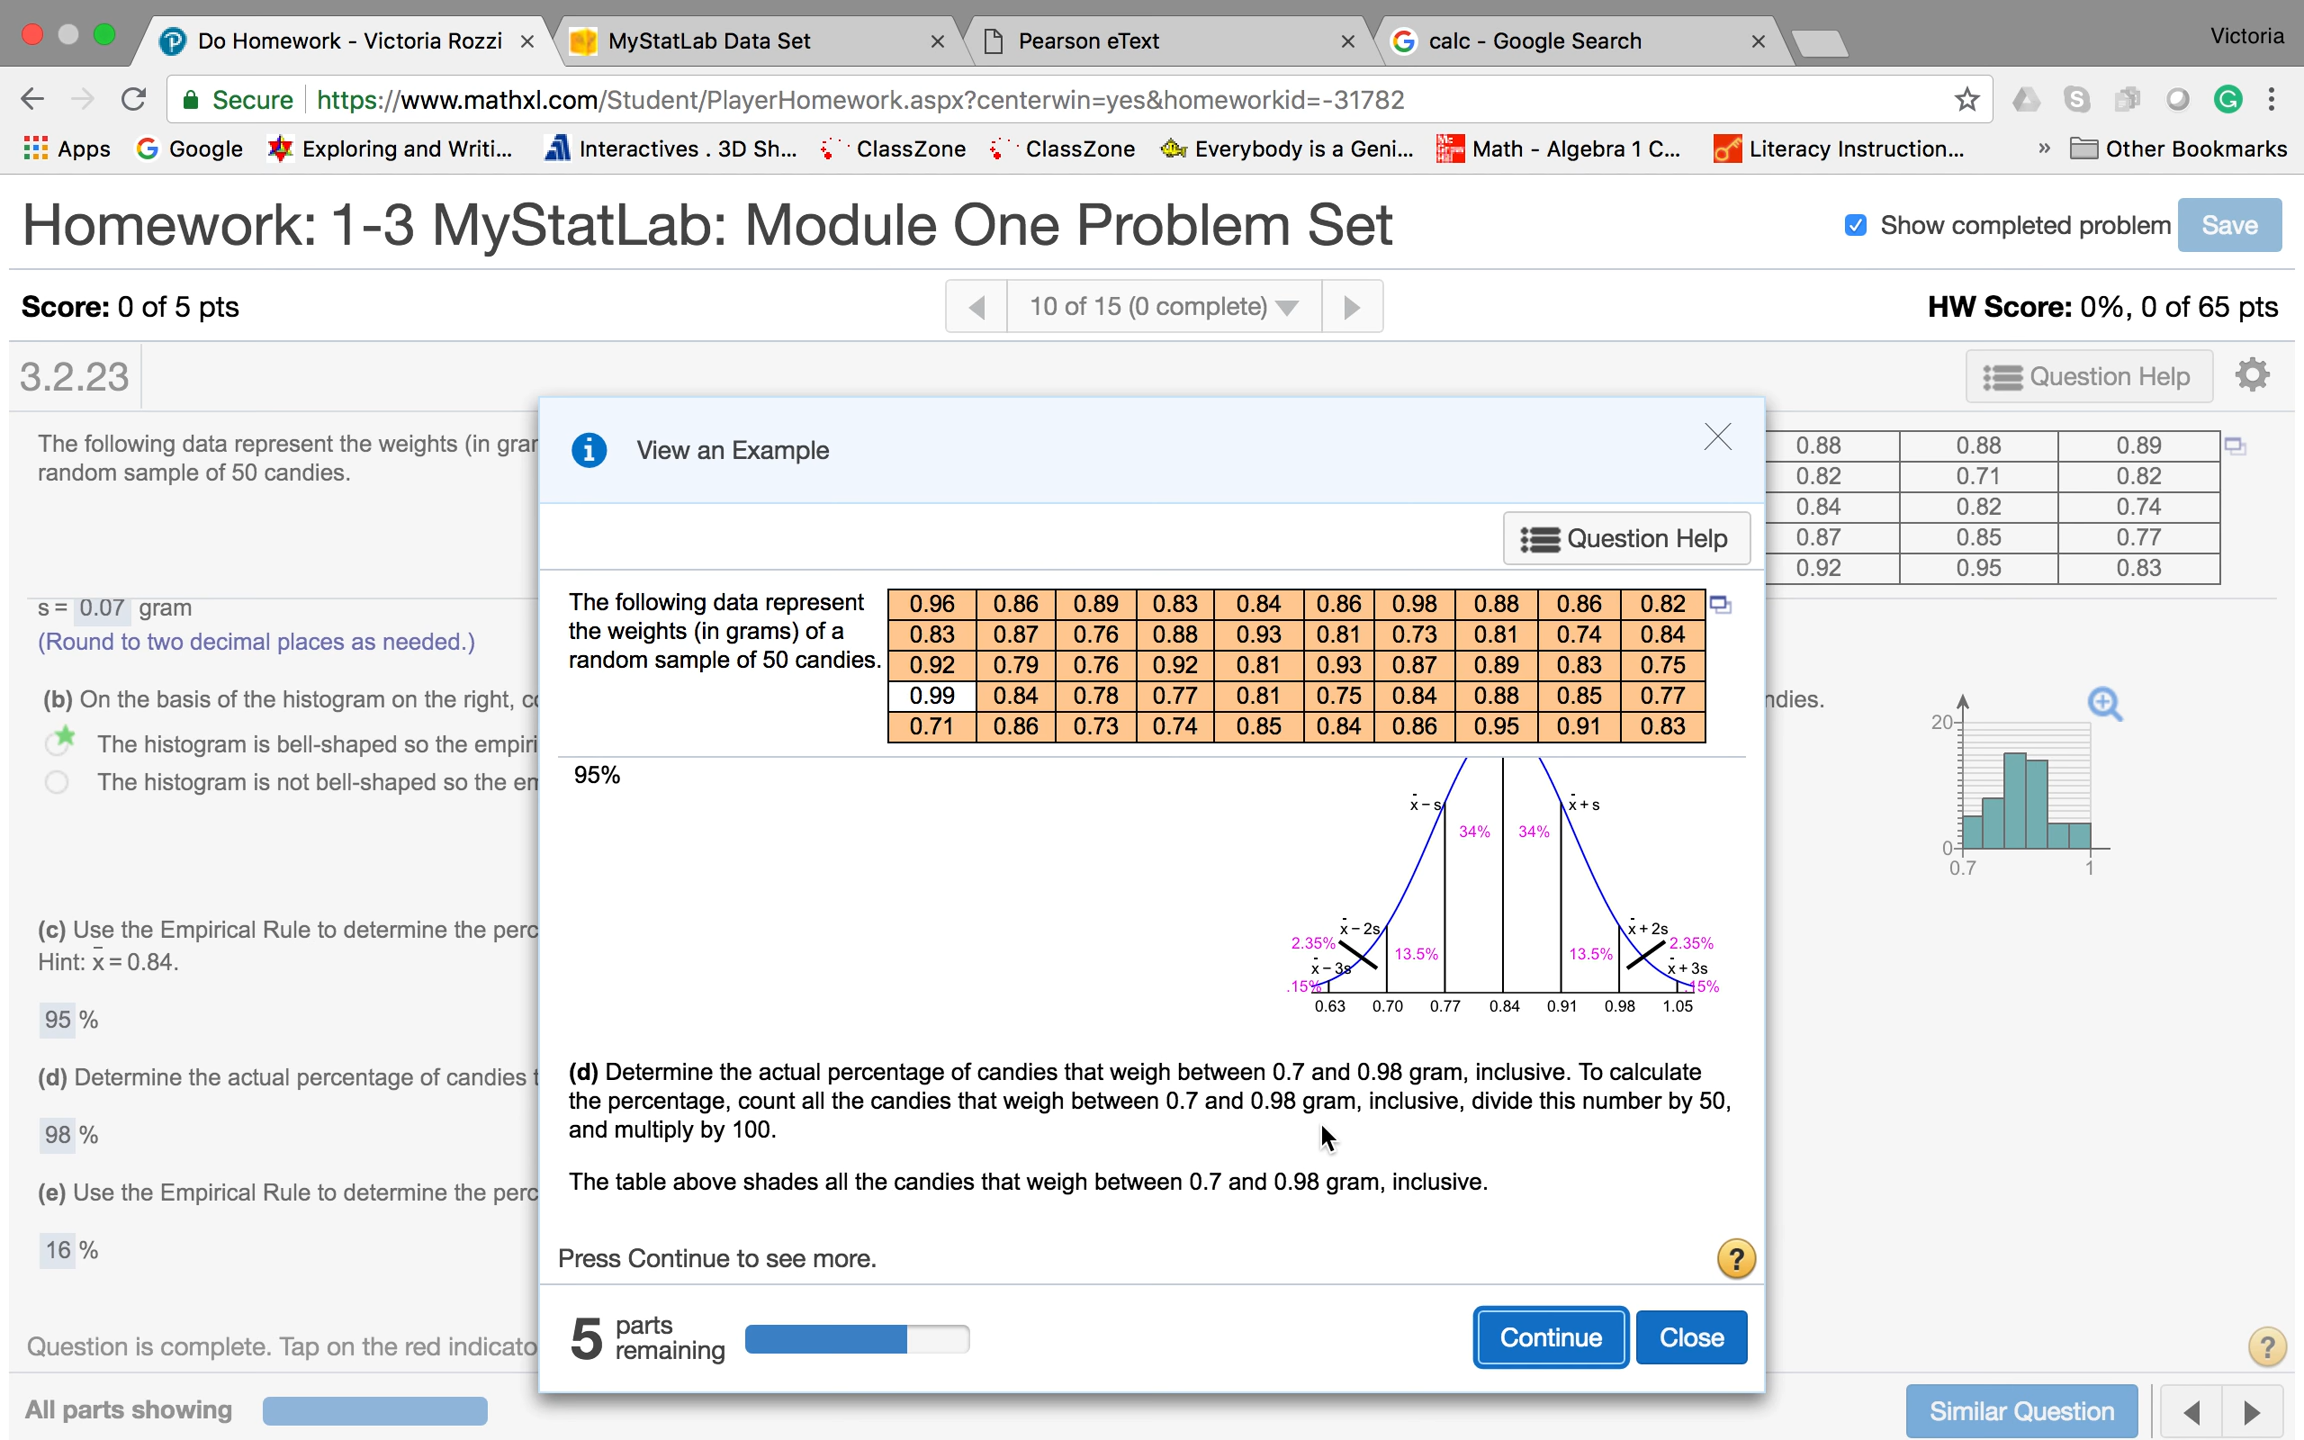 Do Homework - Victoria Rozzi
MyStatLab Data Set
Pearson eText
calc - Google Search
Victoria
Secure
https://www.mathxl.com/Student/PlayerHomework.aspx?centerwin=yes&homeworkid=-31782
Apps
Google
Exploring and Writi...
Interactives . 3D Sh...
ClassZone
ClassZone
Everybody is a Geni...
Math - Algebra 1 C...
Literacy Instruction...
»
Other Bookmarks
Homework: 1-3 MyStatLab: Module One Problem Set
Show completed problem
Save
Score: 0 of 5 pts
10 of 15 (0 complete)
HW Score: 0%, 0 of 65 pts
3.2.23
Question Help
The following data represent the weights (in gran
random sample of 50 candies.
0.88 0.88 0.89
0.82 0.71 0.82
0.84 0.82 0.74
0.87 0.85 0.77
0.92 0.95 0.83
s = 0.07 gram
(Round to two decimal places as needed.)
(b) On the basis of the histogram on the right, co
ndies.
The histogram is bell-shaped so the empiri
The histogram is not bell-shaped so the en
20
0
0.7 1
(c) Use the Empirical Rule to determine the perc
Hint: x̄ = 0.84.
95 %
(d) Determine the actual percentage of candies t
98 %
(e) Use the Empirical Rule to determine the perc
16 %
Question is complete. Tap on the red indicato
All parts showing
Similar Question
View an Example
Question Help
The following data represent
the weights (in grams) of a
random sample of 50 candies.
0.96 0.86 0.89 0.83 0.84 0.86 0.98 0.88 0.86 0.82
0.83 0.87 0.76 0.88 0.93 0.81 0.73 0.81 0.74 0.84
0.92 0.79 0.76 0.92 0.81 0.93 0.87 0.89 0.83 0.75
0.99 0.84 0.78 0.77 0.81 0.75 0.84 0.88 0.85 0.77
0.71 0.86 0.73 0.74 0.85 0.84 0.86 0.95 0.91 0.83
95%
x̄ - s x̄ + s
34% 34%
x̄ - 2s x̄ + 2s
2.35% 13.5% 13.5% 2.35%
x̄ - 3s x̄ + 3s
.15% .15%
0.63 0.70 0.77 0.84 0.91 0.98 1.05
(d) Determine the actual percentage of candies that weigh between 0.7 and 0.98 gram, inclusive. To calculate
the percentage, count all the candies that weigh between 0.7 and 0.98 gram, inclusive, divide this number by 50,
and multiply by 100.
The table above shades all the candies that weigh between 0.7 and 0.98 gram, inclusive.
Press Continue to see more.
?
5 parts
remaining
Continue
Close
?